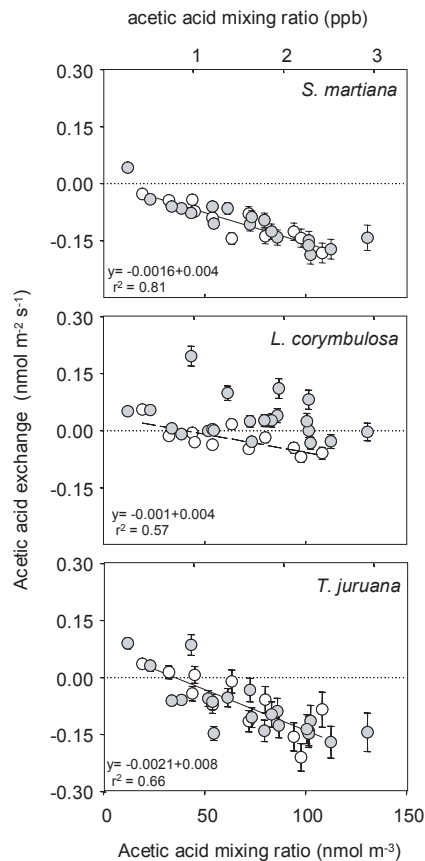 acetic acid mixing ratio (ppb)
1 2 3
0.30
S. martiana
0.15
0.00
-0.15
y= -0.0016+0.004
r² = 0.81
-0.30
0.30
L. corymbulosa
0.15
0.00
-0.15
y= -0.001+0.004
r² = 0.57
Acetic acid exchange (nmol m-² s-¹)
0.30
T. juruana
0.15
0.00
-0.15
y= -0.0021+0.008
r² = 0.66
-0.30
0 50 100 150
Acetic acid mixing ratio (nmol m-³)